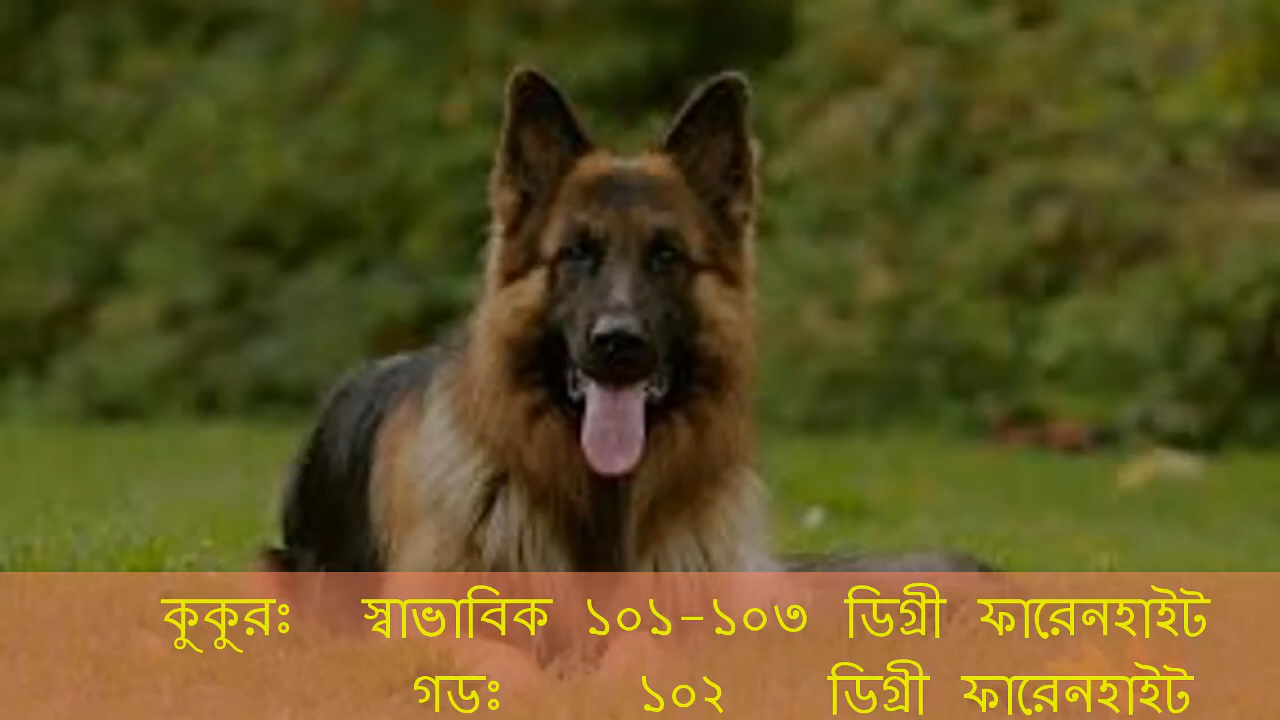 কুকুরঃ স্বাভাবিক ১০১-১০৩ ডিগ্রী ফারেনহাইট
গডঃ ১০২ ডিগ্রী ফারেনহাইট